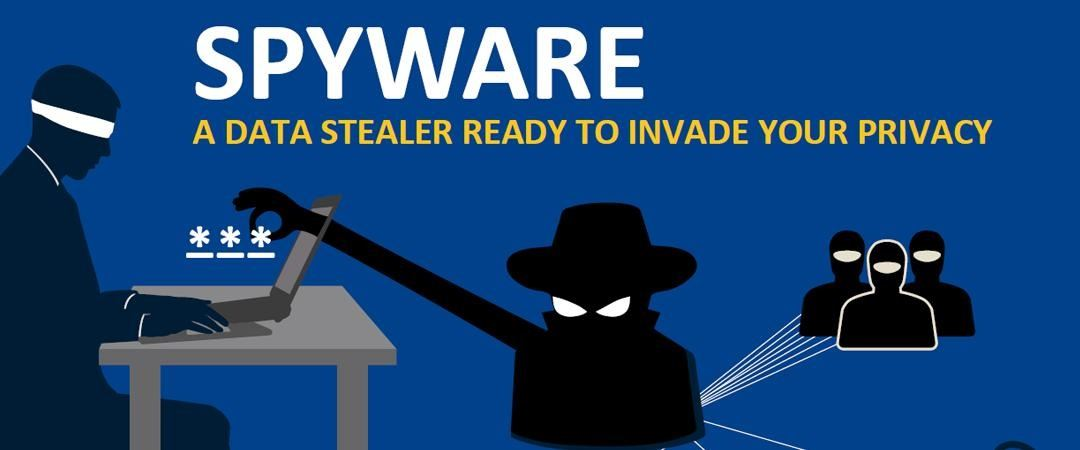 SPYWARE
A DATA STEALER READY TO INVADE YOUR PRIVACY
***